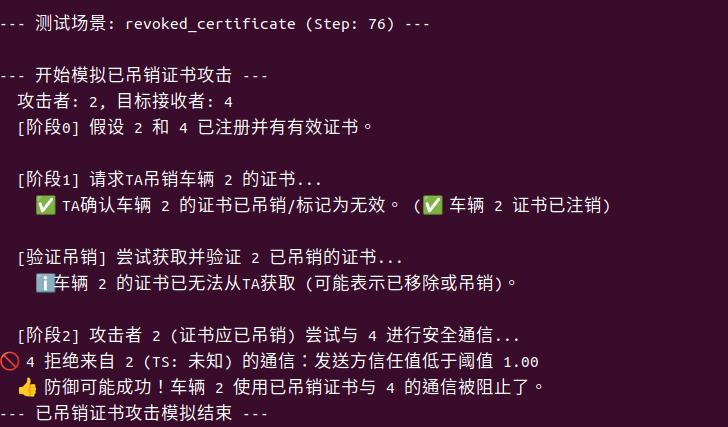 --- 测试场景: revoked_certificate (Step: 76) ---
--- 开始模拟已吊销证书攻击 ---
攻击者: 2, 目标接收者: 4
[阶段0] 假设 2 和 4 已注册并有有效证书。
[阶段1] 请求TA吊销车辆 2 的证书...
✅ TA确认车辆 2 的证书已吊销/标记为无效。 (✅ 车辆 2 证书已注销)
[验证吊销] 尝试获取并验证 2 已吊销的证书...
ℹ️车辆 2 的证书已无法从TA获取 (可能表示已移除或吊销)。
[阶段2] 攻击者 2 (证书应已吊销) 尝试与 4 进行安全通信...
🚫 4 拒绝来自 2 (TS: 未知) 的通信：发送方信任值低于阈值 1.00
👍 防御可能成功！车辆 2 使用已吊销证书与 4 的通信被阻止了。
--- 已吊销证书攻击模拟结束 ---